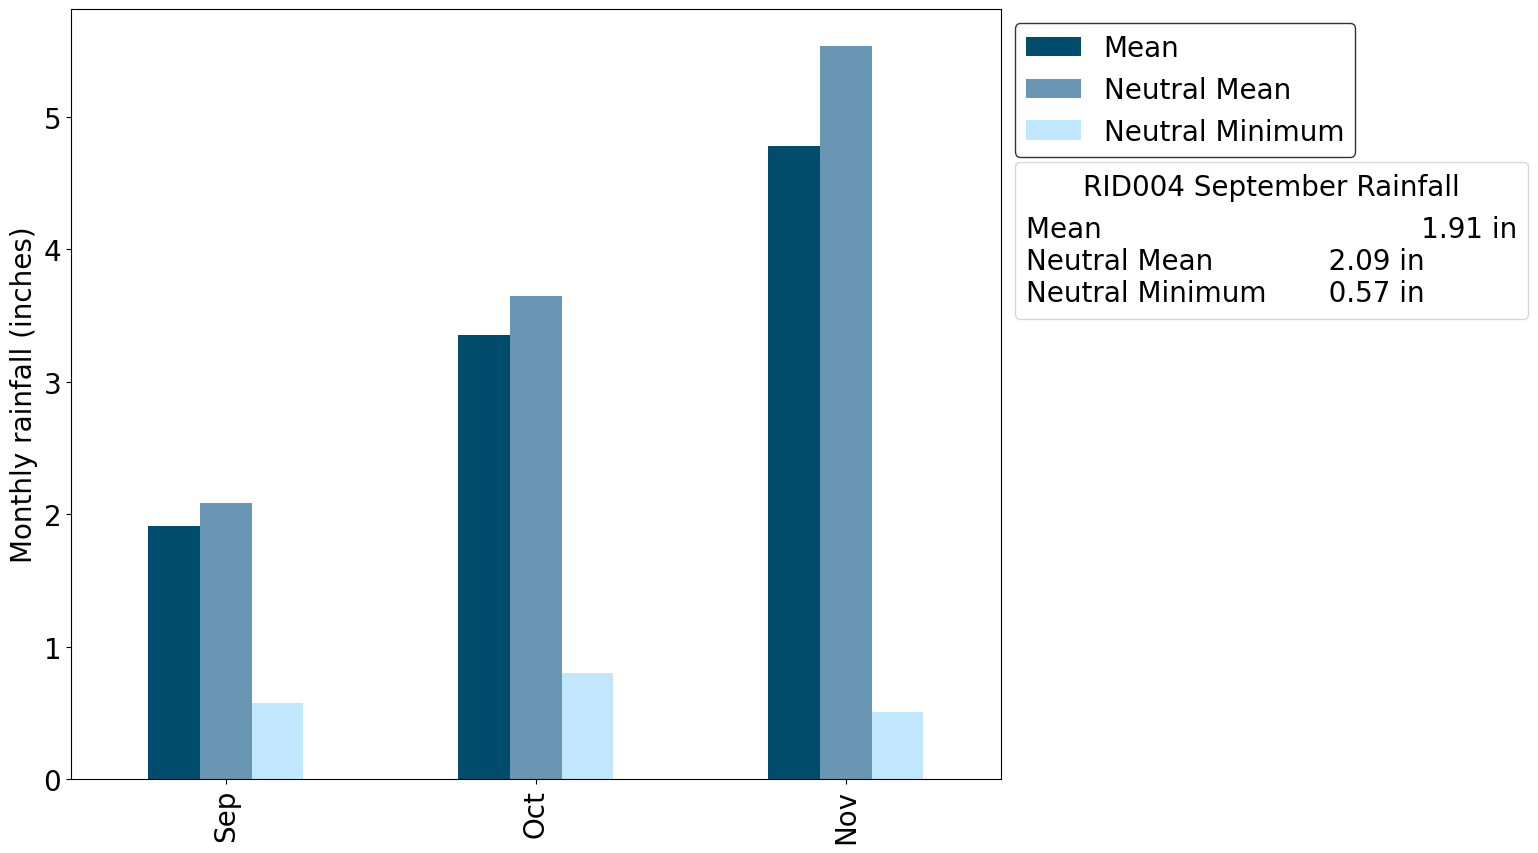 Monthly rainfall (inches)
5
4
3
2
1
0
Sep
Oct
Nov
Mean
Neutral Mean
Neutral Minimum
RID004 September Rainfall
Mean 1.91 in
Neutral Mean 2.09 in
Neutral Minimum 0.57 in